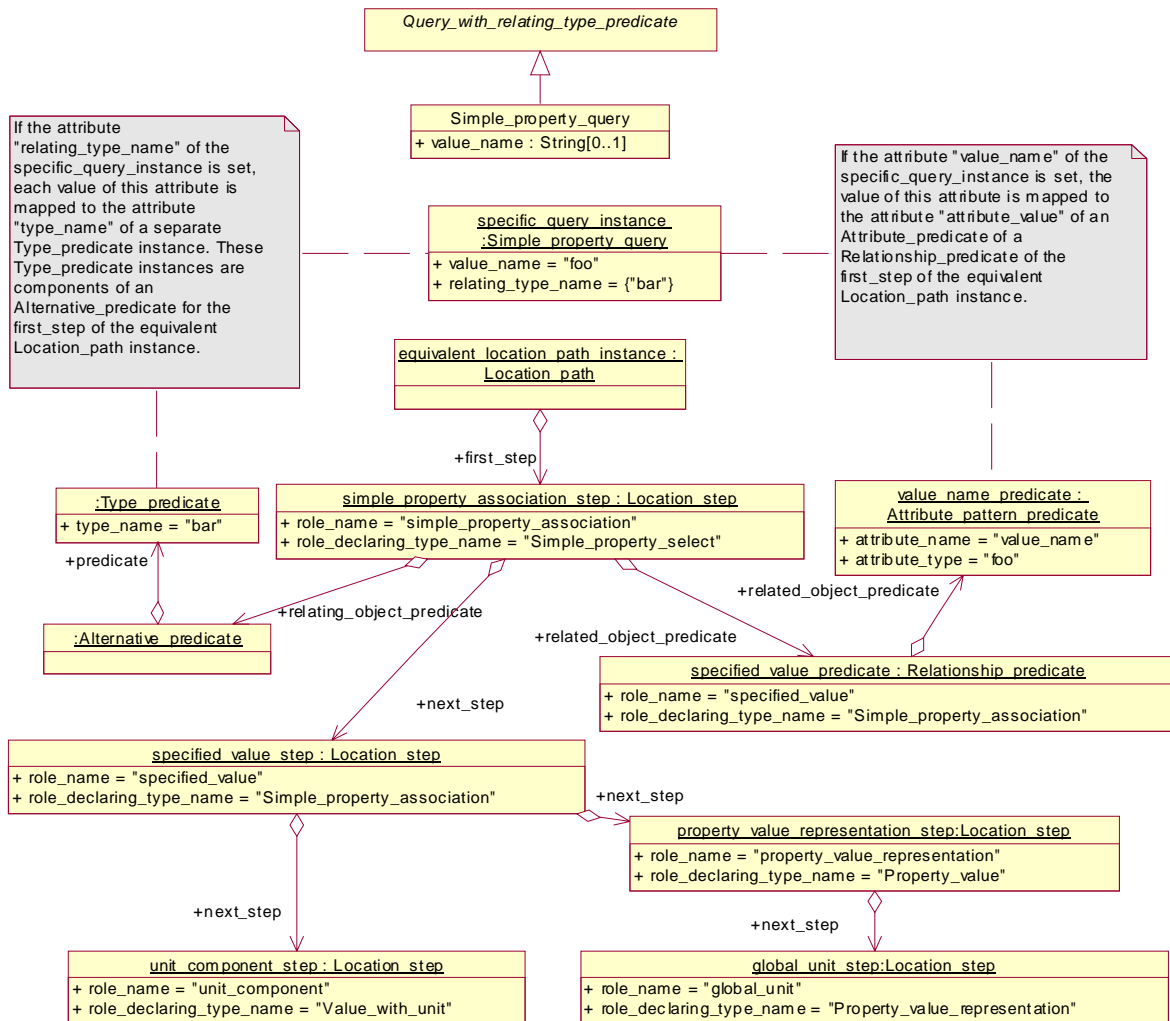 Query_with_relating_type_predicate
Simple_property_query
+ value_name : String[0..1]
If the attribute
"relating_type_name" of the
specific_query_instance is set,
each value of this attribute is
mapped to the attribute
"type_name" of a separate
Type_predicate instance. These
Type_predicate instances are
components of an
Alternative_predicate for the
first_step of the equivalent
Location_path instance.
specific_query_instance
:Simple_property_query
+ value_name = "foo"
+ relating_type_name = {"bar"}
If the attribute "value_name" of the
specific_query_instance is set, the
value of this attribute is mapped to
the attribute "attribute_value" of an
Attribute_predicate of a
Relationship_predicate of the
first_step of the equivalent
Location_path instance.
equivalent_location_path_instance :
Location_path
+first_step
:Type_predicate
+ type_name = "bar"
simple_property_association_step : Location_step
+ role_name = "simple_property_association"
+ role_declaring_type_name = "Simple_property_select"
value_name_predicate :
Attribute_pattern_predicate
+ attribute_name = "value_name"
+ attribute_type = "foo"
+predicate
+relating_object_predicate
+related_object_predicate
+related_object_predicate
:Alternative_predicate
specified_value_predicate : Relationship_predicate
+ role_name = "specified_value"
+ role_declaring_type_name = "Simple_property_association"
+next_step
specified_value_step : Location_step
+ role_name = "specified_value"
+ role_declaring_type_name = "Simple_property_association"
+next_step
property_value_representation_step:Location_step
+ role_name = "property_value_representation"
+ role_declaring_type_name = "Property_value"
+next_step
+next_step
unit_component_step : Location_step
+ role_name = "unit_component"
+ role_declaring_type_name = "Value_with_unit"
global_unit_step:Location_step
+ role_name = "global_unit"
+ role_declaring_type_name = "Property_value_representation"